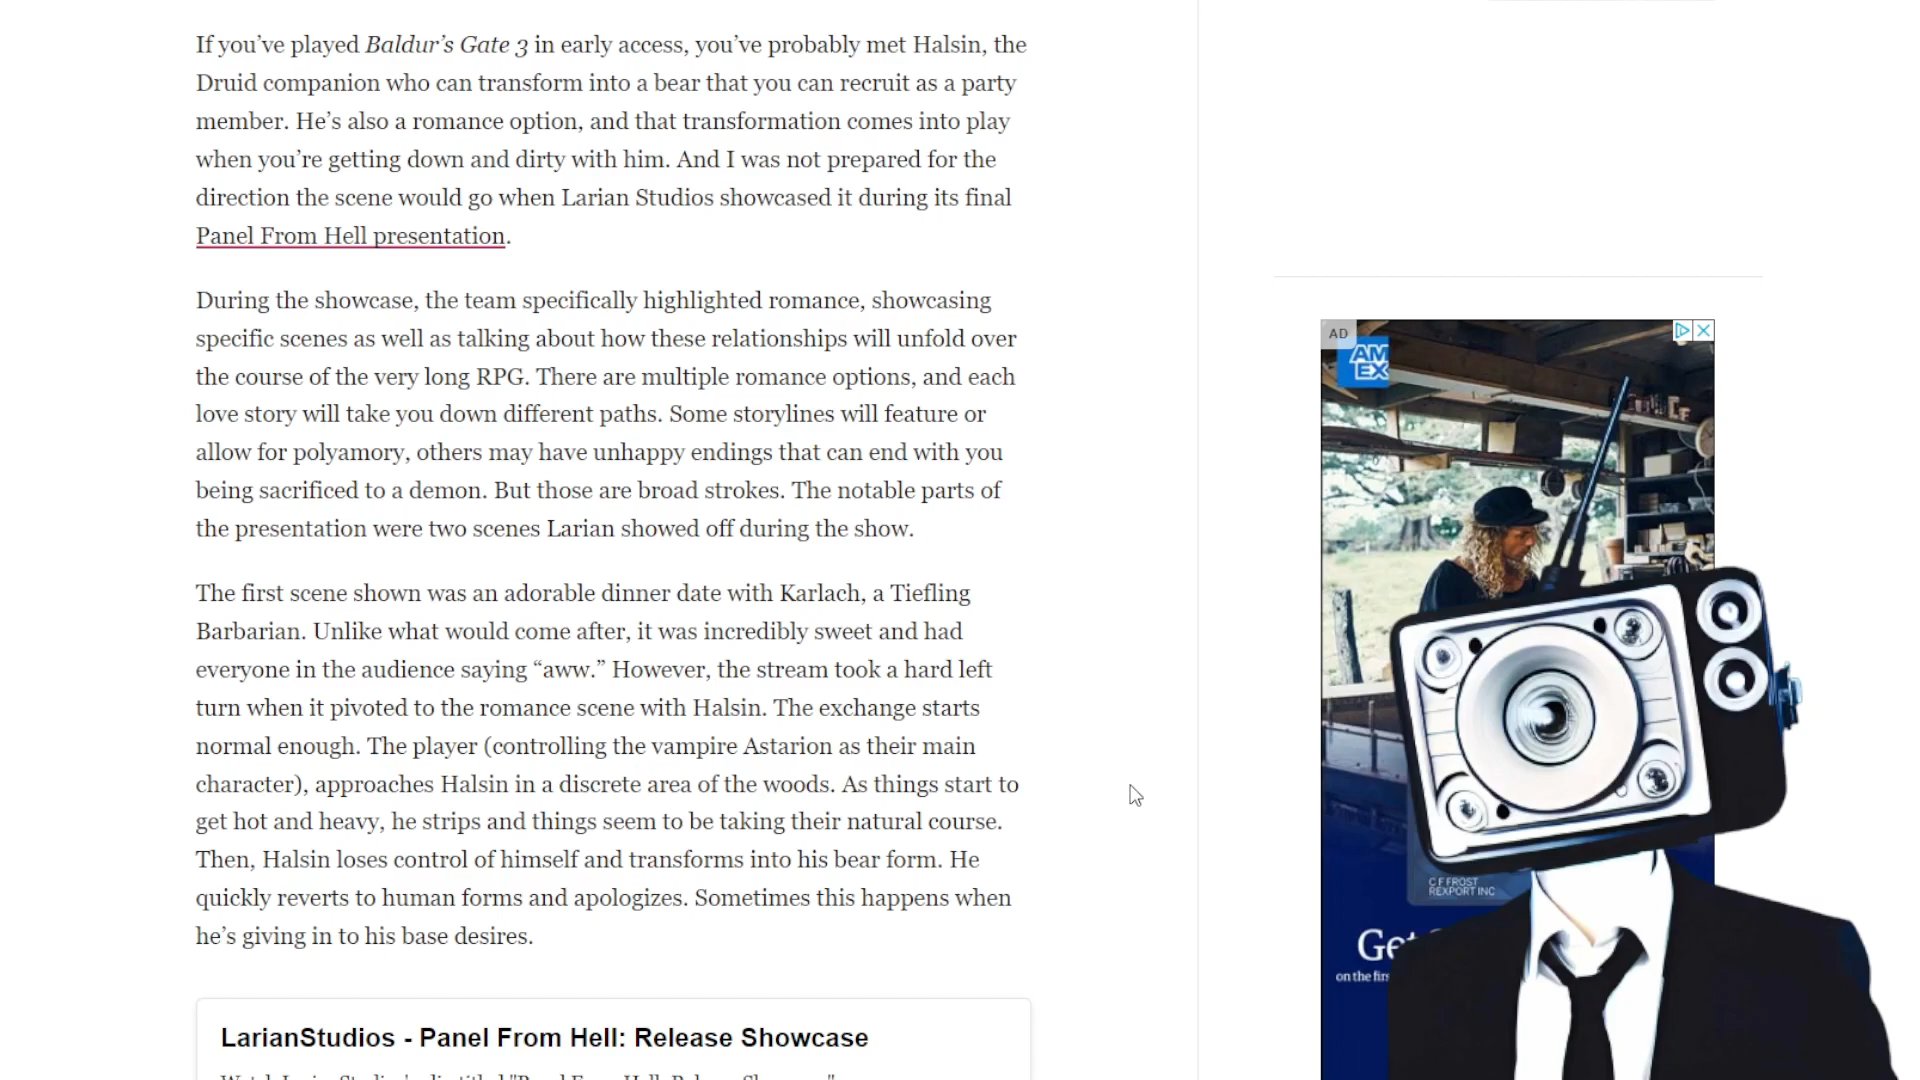 If you’ve played Baldur’s Gate 3 in early access, you’ve probably met Halsin, the
Druid companion who can transform into a bear that you can recruit as a party
member. He’s also a romance option, and that transformation comes into play
when you’re getting down and dirty with him. And I was not prepared for the
direction the scene would go when Larian Studios showcased it during its final
Panel From Hell presentation.
During the showcase, the team specifically highlighted romance, showcasing
specific scenes as well as talking about how these relationships will unfold over
the course of the very long RPG. There are multiple romance options, and each
love story will take you down different paths. Some storylines will feature or
allow for polyamory, others may have unhappy endings that can end with you
being sacrificed to a demon. But those are broad strokes. The notable parts of
the presentation were two scenes Larian showed off during the show.
The first scene shown was an adorable dinner date with Karlach, a Tiefling
Barbarian. Unlike what would come after, it was incredibly sweet and had
everyone in the audience saying “aww.” However, the stream took a hard left
turn when it pivoted to the romance scene with Halsin. The exchange starts
normal enough. The player (controlling the vampire Astarion as their main
character), approaches Halsin in a discrete area of the woods. As things start to
get hot and heavy, he strips and things seem to be taking their natural course.
Then, Halsin loses control of himself and transforms into his bear form. He
quickly reverts to human forms and apologizes. Sometimes this happens when
he’s giving in to his base desires.
LarianStudios - Panel From Hell: Release Showcase
AD
AM
EX
C F FROST
REXPORT INC
on the